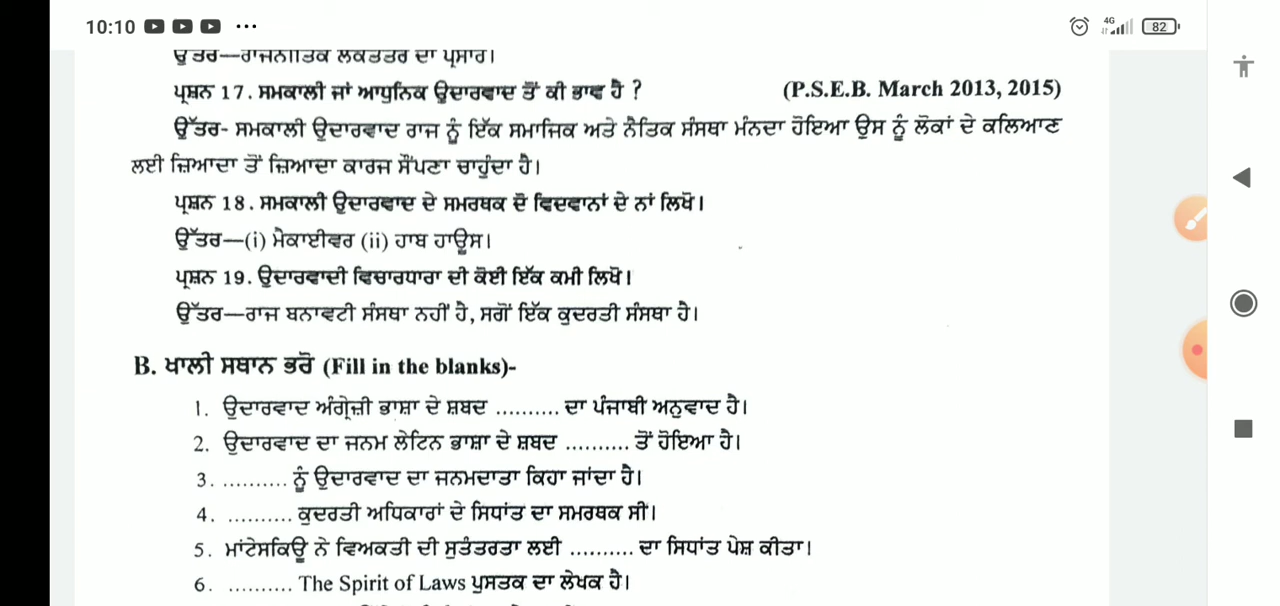 10:10 ...
4G 82
ਉੱਤਰ—ਰਾਜਨੀਤਿਕ ਲੋਕਤੰਤਰ ਦਾ ਪ੍ਰਸਾਰ।
ਪ੍ਰਸ਼ਨ 17. ਸਮਕਾਲੀ ਜਾਂ ਆਧੁਨਿਕ ਉਦਾਰਵਾਦ ਤੋਂ ਕੀ ਭਾਵ ਹੈ ? (P.S.E.B. March 2013, 2015)
ਉੱਤਰ- ਸਮਕਾਲੀ ਉਦਾਰਵਾਦ ਰਾਜ ਨੂੰ ਇੱਕ ਸਮਾਜਿਕ ਅਤੇ ਨੈਤਿਕ ਸੰਸਥਾ ਮੰਨਦਾ ਹੋਇਆ ਉਸ ਨੂੰ ਲੋਕਾਂ ਦੇ ਕਲਿਆਣ
ਲਈ ਜ਼ਿਆਦਾ ਤੋਂ ਜ਼ਿਆਦਾ ਕਾਰਜ ਸੌਂਪਣਾ ਚਾਹੁੰਦਾ ਹੈ।
ਪ੍ਰਸ਼ਨ 18. ਸਮਕਾਲੀ ਉਦਾਰਵਾਦ ਦੇ ਸਮਰਥਕ ਦੋ ਵਿਦਵਾਨਾਂ ਦੇ ਨਾਂ ਲਿਖੋ।
ਉੱਤਰ—(i) ਮੈਕਾਈਵਰ (ii) ਹਾਬ ਹਾਊਸ।
ਪ੍ਰਸ਼ਨ 19. ਉਦਾਰਵਾਦੀ ਵਿਚਾਰਧਾਰਾ ਦੀ ਕੋਈ ਇੱਕ ਕਮੀ ਲਿਖੋ।
ਉੱਤਰ—ਰਾਜ ਬਨਾਵਟੀ ਸੰਸਥਾ ਨਹੀਂ ਹੈ, ਸਗੋਂ ਇੱਕ ਕੁਦਰਤੀ ਸੰਸਥਾ ਹੈ।
B. ਖਾਲੀ ਸਥਾਨ ਭਰੋ (Fill in the blanks)-
1. ਉਦਾਰਵਾਦ ਅੰਗ੍ਰੇਜ਼ੀ ਭਾਸ਼ਾ ਦੇ ਸ਼ਬਦ .......... ਦਾ ਪੰਜਾਬੀ ਅਨੁਵਾਦ ਹੈ।
2. ਉਦਾਰਵਾਦ ਦਾ ਜਨਮ ਲੇਟਿਨ ਭਾਸ਼ਾ ਦੇ ਸ਼ਬਦ .......... ਤੋਂ ਹੋਇਆ ਹੈ।
3. .......... ਨੂੰ ਉਦਾਰਵਾਦ ਦਾ ਜਨਮਦਾਤਾ ਕਿਹਾ ਜਾਂਦਾ ਹੈ।
4. .......... ਕੁਦਰਤੀ ਅਧਿਕਾਰਾਂ ਦੇ ਸਿਧਾਂਤ ਦਾ ਸਮਰਥਕ ਸੀ।
5. ਮਾਂਟੇਸਕਿਊ ਨੇ ਵਿਅਕਤੀ ਦੀ ਸੁਤੰਤਰਤਾ ਲਈ .......... ਦਾ ਸਿਧਾਂਤ ਪੇਸ਼ ਕੀਤਾ।
6. .......... The Spirit of Laws ਪੁਸਤਕ ਦਾ ਲੇਖਕ ਹੈ।